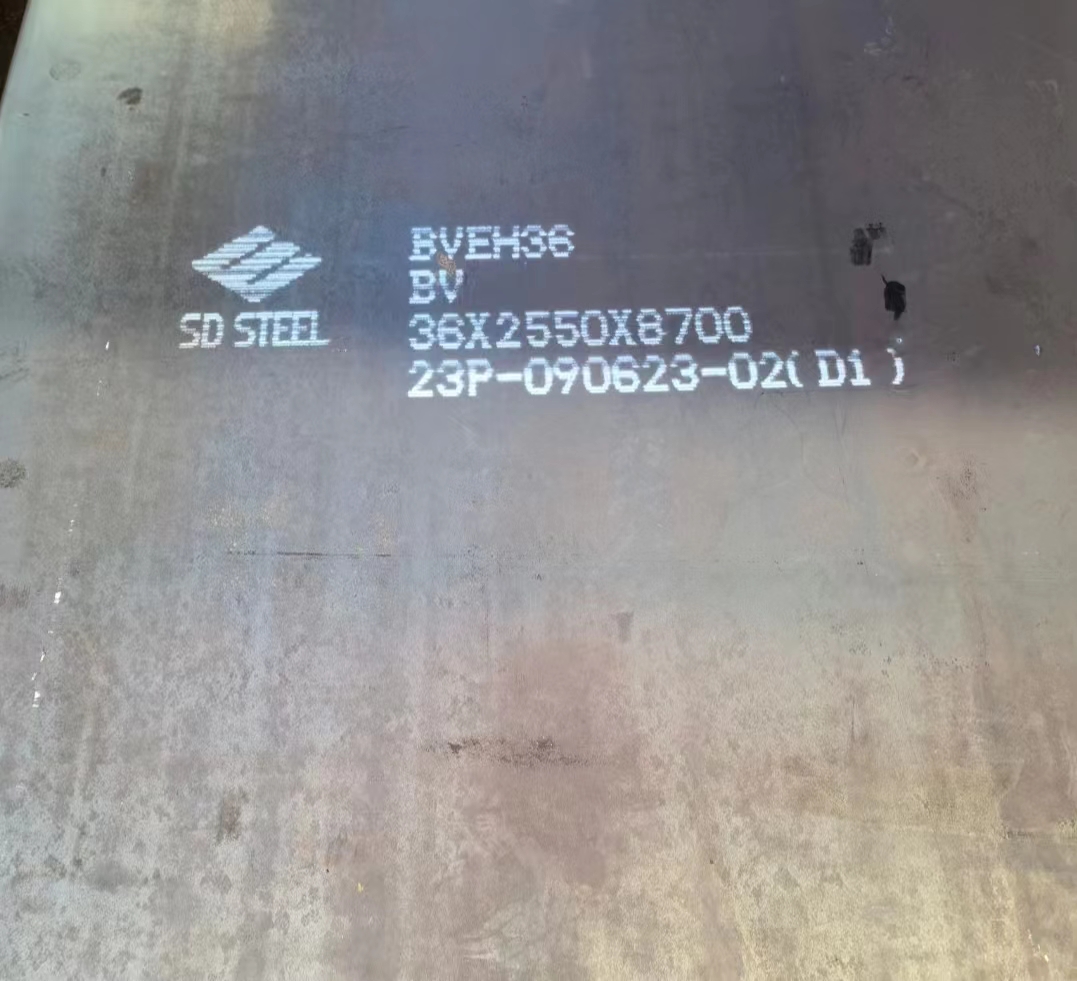 SD STEEL
BVEH36
BV
36X2550X8700
23P-090623-02( D1 )